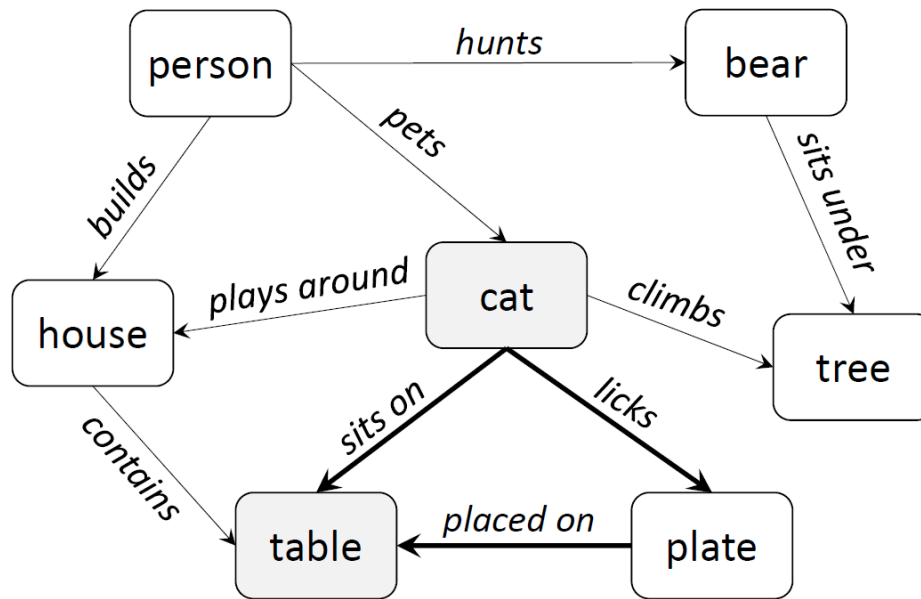 person
hunts
bear
pets
builds
sits under
house
plays around
cat
climbs
tree
contains
sits on
licks
table
placed on
plate